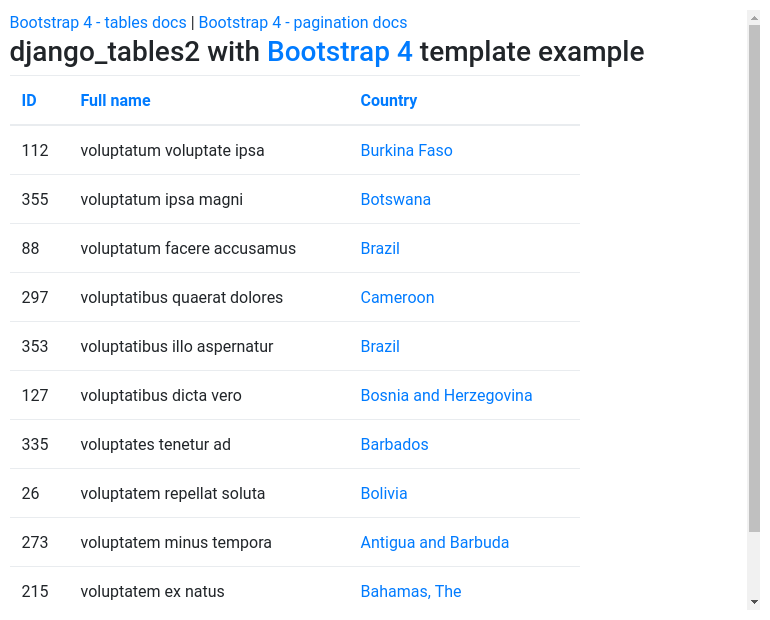 Bootstrap 4 - tables docs | Bootstrap 4 - pagination docs
django_tables2 with Bootstrap 4 template example
ID Full name Country
112 voluptatum voluptate ipsa Burkina Faso
355 voluptatum ipsa magni Botswana
88 voluptatum facere accusamus Brazil
297 voluptatibus quaerat dolores Cameroon
353 voluptatibus illo aspernatur Brazil
127 voluptatibus dicta vero Bosnia and Herzegovina
335 voluptates tenetur ad Barbados
26 voluptatem repellat soluta Bolivia
273 voluptatem minus tempora Antigua and Barbuda
215 voluptatem ex natus Bahamas, The